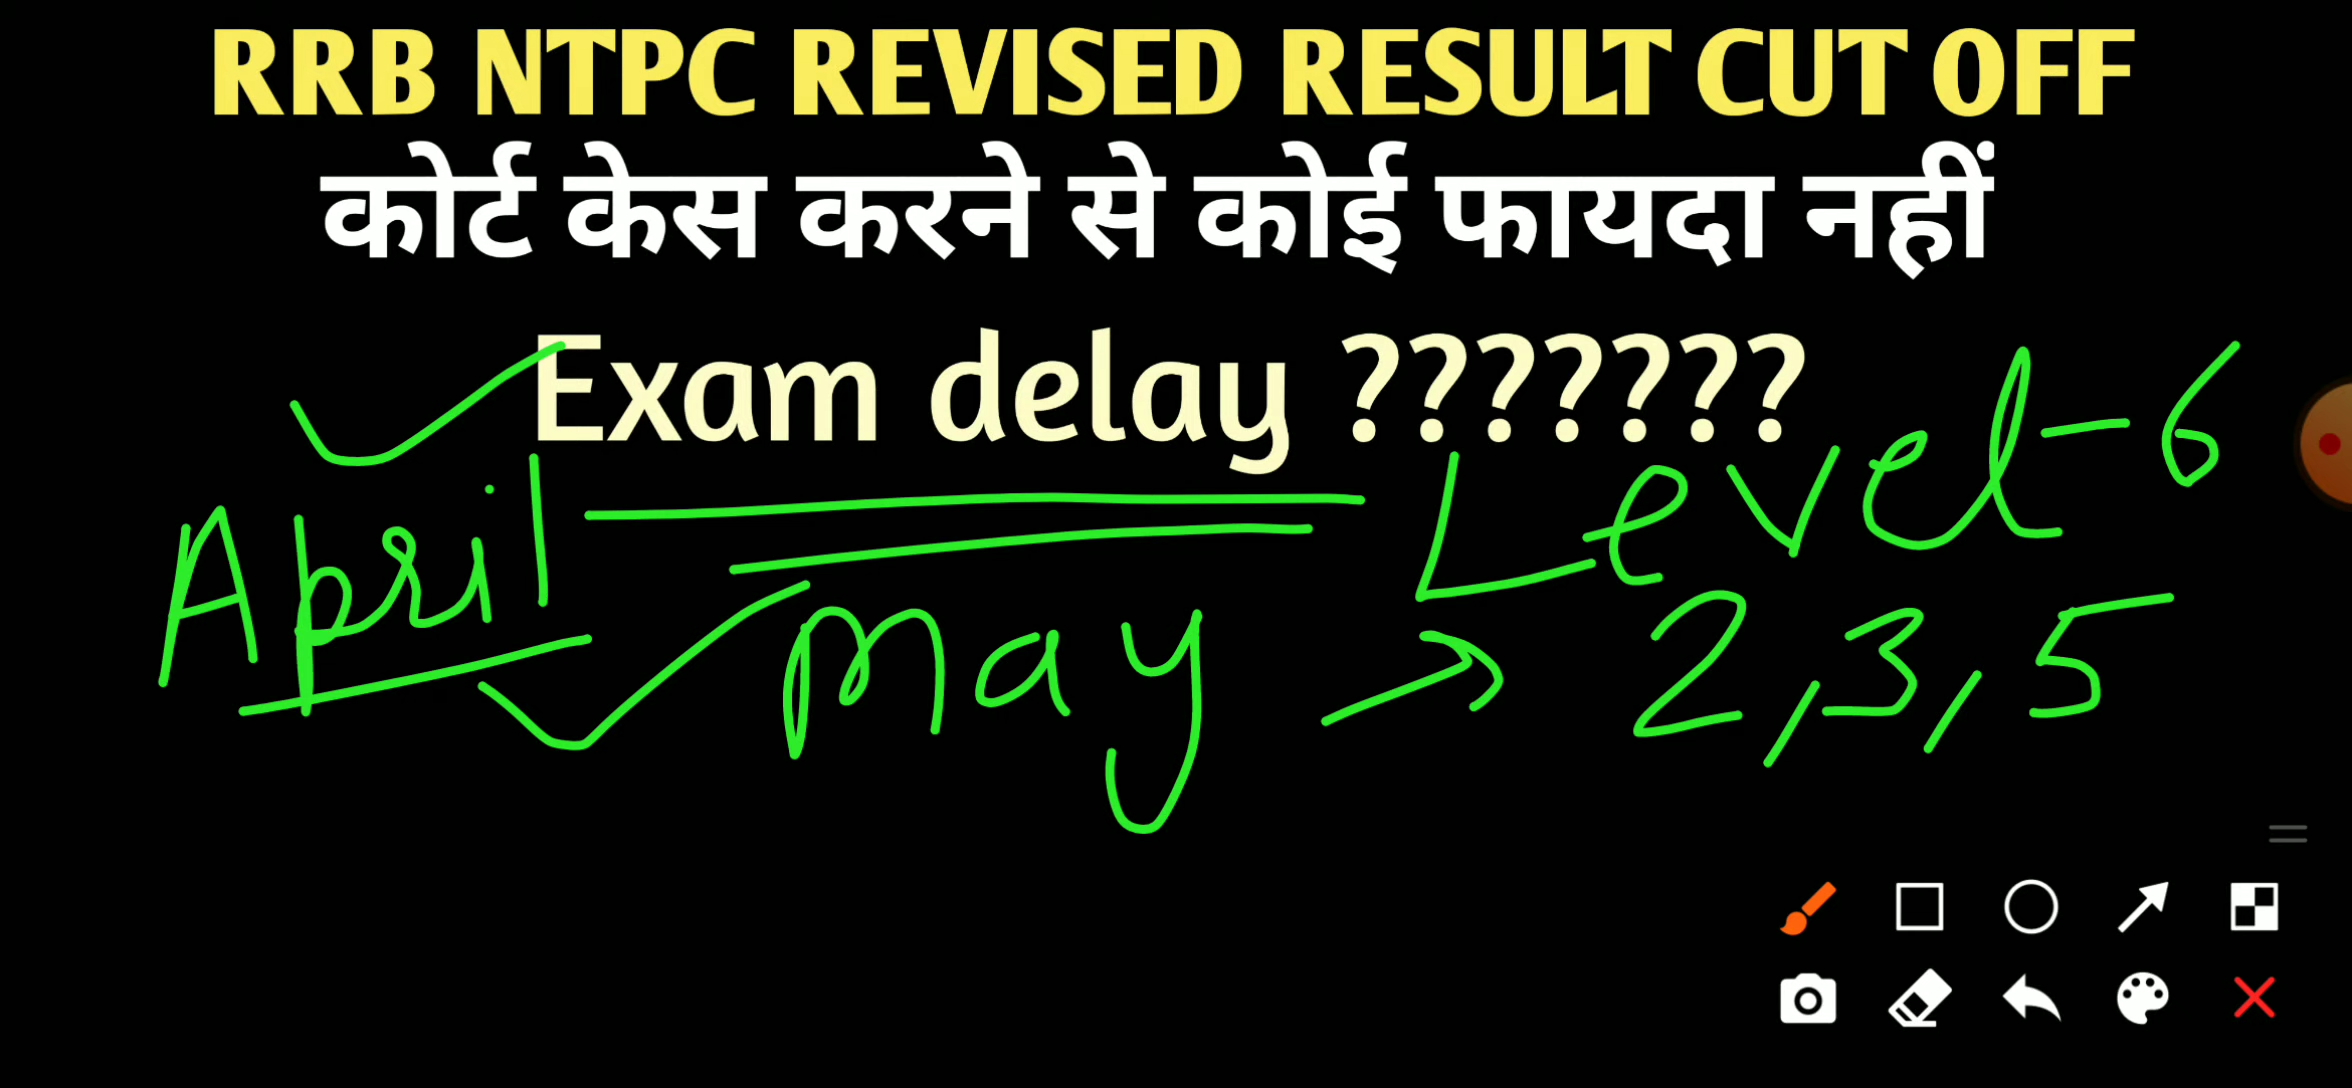 RRB NTPC REVISED RESULT CUT OFF
कोर्ट केस करने से कोई फायदा नहीं
Exam delay ???????
April Level-6
may 2,3,5